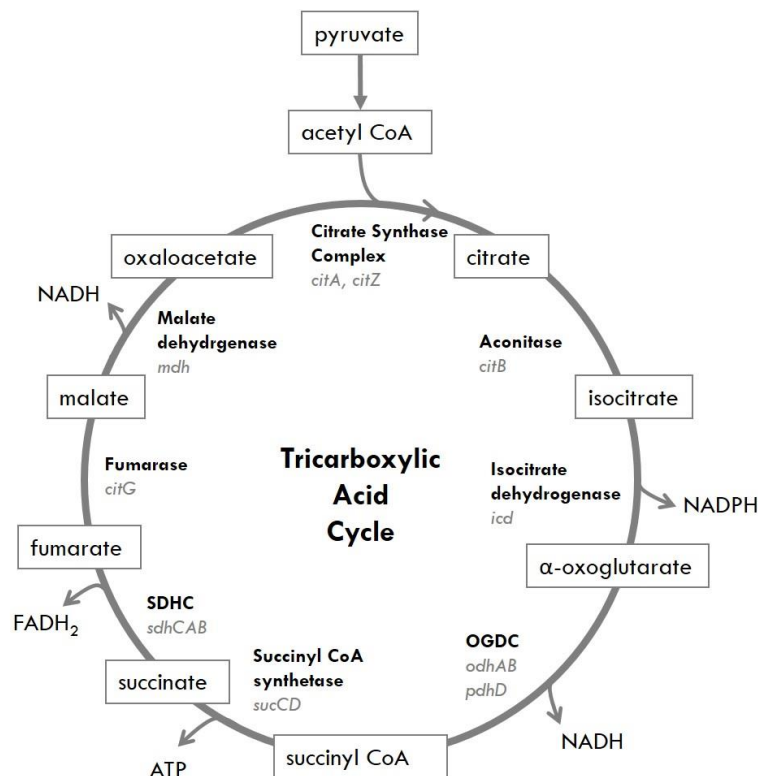 pyruvate
acetyl CoA
Citrate Synthase
Complex
citA, citZ
oxaloacetate
citrate
NADH
Malate
dehydrgenase
mdh
Aconitase
citB
malate
isocitrate
Tricarboxylic
Acid
Cycle
Fumarase
citG
Isocitrate
dehydrogenase
icd
NADPH
fumarate
α-oxoglutarate
FADH₂
SDHC
sdhCAB
OGDC
odhAB
pdhD
succinate
Succinyl CoA
synthetase
sucCD
NADH
ATP
succinyl CoA